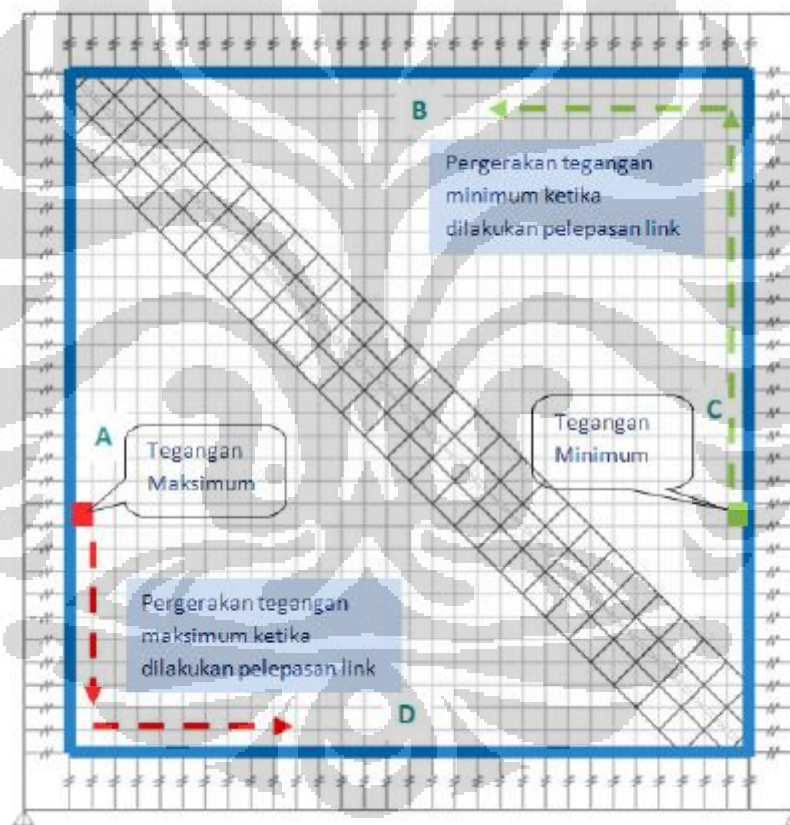 B
Pergerakan tegangan
minimum ketika
dilakukan pelepasan link
C
Tegangan
Minimum
A
Tegangan
Maksimum
Pergerakan tegangan
maksimum ketika
dilakukan pelepasan link
D